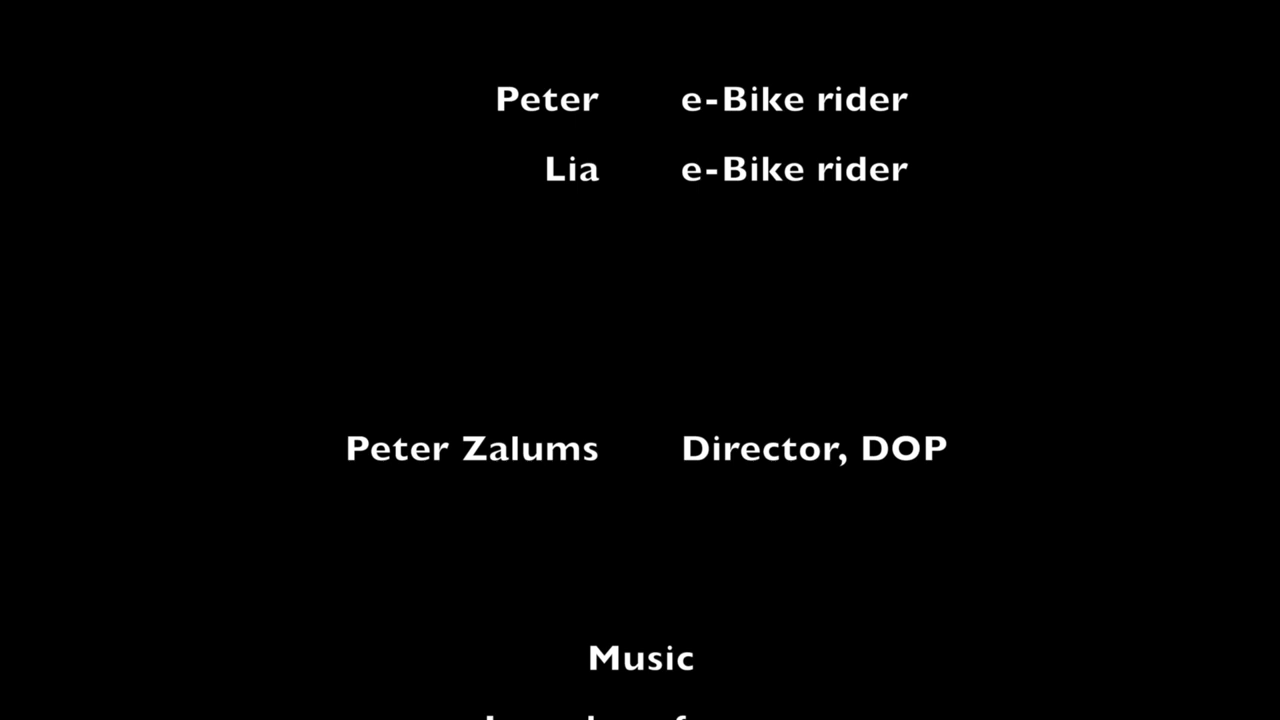 Peter e-Bike rider
Lia e-Bike rider
Peter Zalums Director, DOP
Music